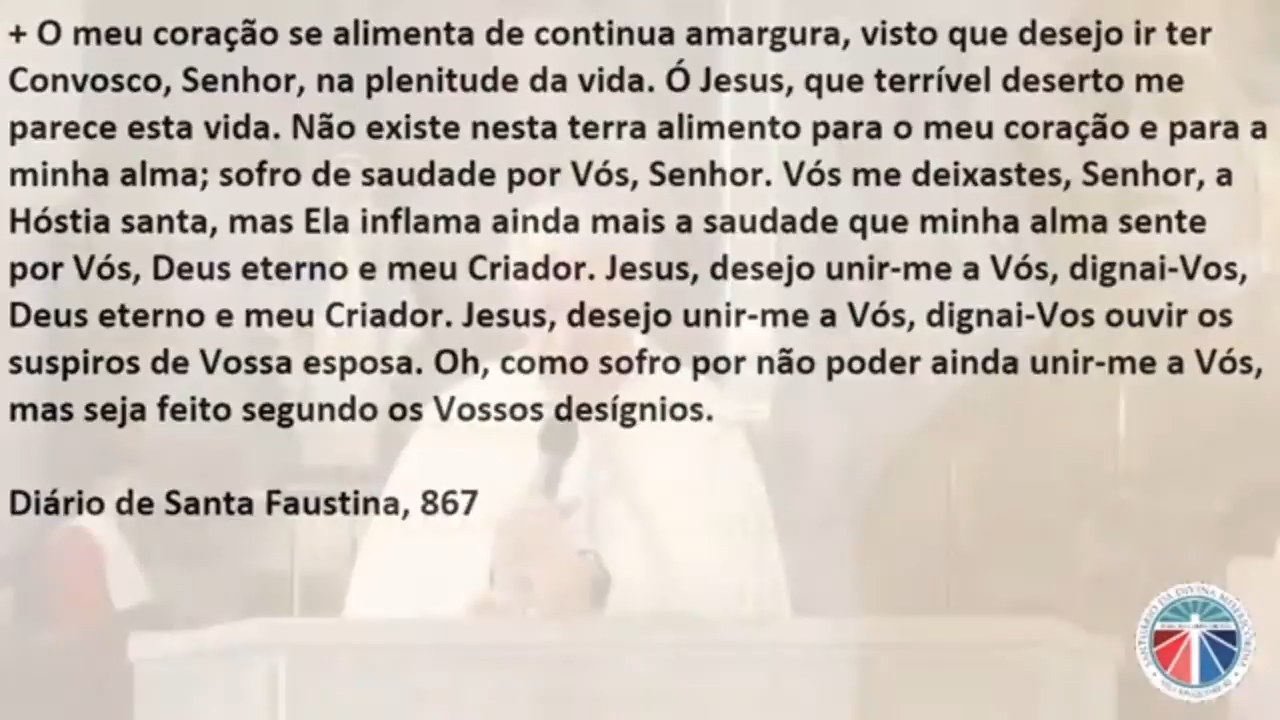 + O meu coração se alimenta de continua amargura, visto que desejo ir ter
Convosco, Senhor, na plenitude da vida. Ó Jesus, que terrível deserto me
parece esta vida. Não existe nesta terra alimento para o meu coração e para a
minha alma; sofro de saudade por Vós, Senhor. Vós me deixastes, Senhor, a
Hóstia santa, mas Ela inflama ainda mais a saudade que minha alma sente
por Vós, Deus eterno e meu Criador. Jesus, desejo unir-me a Vós, dignai-Vos,
Deus eterno e meu Criador. Jesus, desejo unir-me a Vós, dignai-Vos ouvir os
suspiros de Vossa esposa. Oh, como sofro por não poder ainda unir-me a Vós,
mas seja feito segundo os Vossos desígnios.
Diário de Santa Faustina, 867
SANTUÁRIO DA DIVINA MISERICÓRDIA